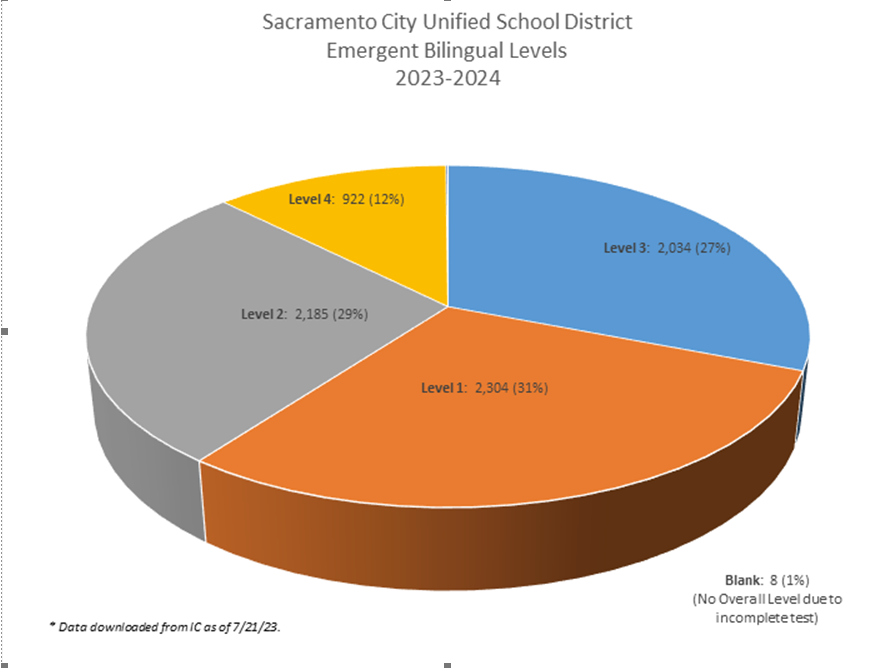 Sacramento City Unified School District
Emergent Bilingual Levels
2023-2024
Level 4:  922 (12%)
Level 3:  2,034 (27%)
Level 2:  2,185 (29%)
Level 1:  2,304 (31%)
Blank:  8 (1%)
(No Overall Level due to
incomplete test)
* Data downloaded from IC as of 7/21/23.